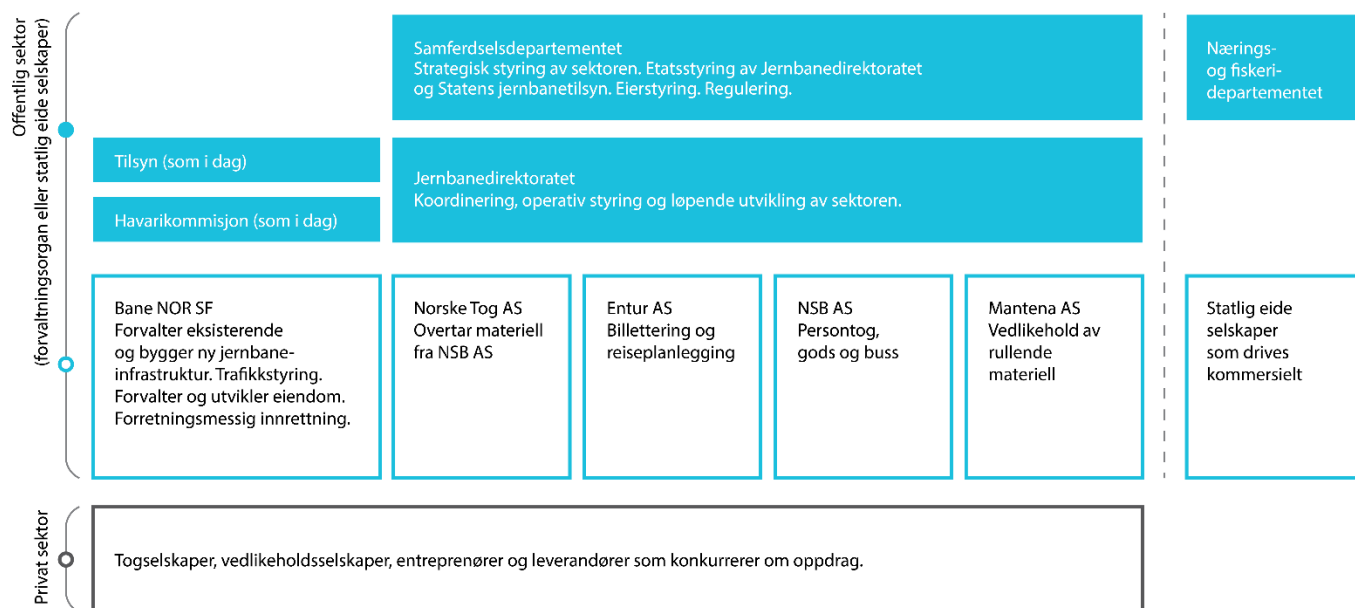 Offentlig sektor
(forvaltningsorgan eller statlig eide selskaper)
Samferdselsdepartementet
Strategisk styring av sektoren. Etatsstyring av Jernbanedirektoratet
og Statens jernbanetilsyn. Eierstyring. Regulering.
Nærings-
og fiskeri-
departementet
Tilsyn (som i dag)
Havarikommisjon (som i dag)
Jernbanedirektoratet
Koordinering, operativ styring og løpende utvikling av sektoren.
Bane NOR SF
Forvalter eksisterende
og bygger ny jernbane-
infrastruktur. Trafikkstyring.
Forvalter og utvikler eiendom.
Forretningsmessig innrettning.
Norske Tog AS
Overtar materiell
fra NSB AS
Entur AS
Billettering og
reiseplanlegging
NSB AS
Persontog,
gods og buss
Mantena AS
Vedlikehold av
rullende
materiell
Statlig eide
selskaper
som drives
kommersielt
Privat sektor
Togselskaper, vedlikeholdsselskaper, entreprenører og leverandører som konkurrerer om oppdrag.